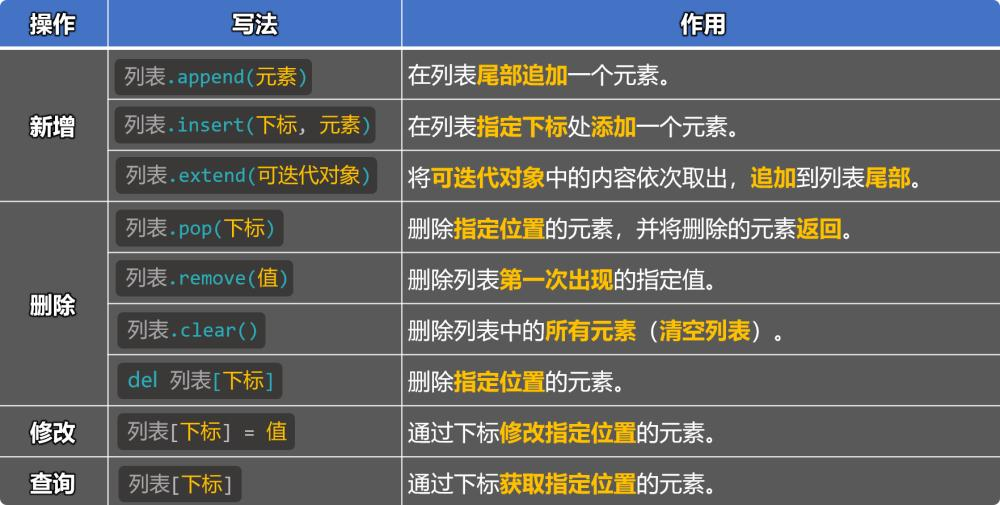 操作 写法 作用
新增
列表.append(元素) 在列表尾部追加一个元素。
列表.insert(下标, 元素) 在列表指定下标处添加一个元素。
列表.extend(可迭代对象) 将可迭代对象中的内容依次取出，追加到列表尾部。
删除
列表.pop(下标) 删除指定位置的元素，并将删除的元素返回。
列表.remove(值) 删除列表第一次出现的指定值。
列表.clear() 删除列表中的所有元素（清空列表）。
del 列表[下标] 删除指定位置的元素。
修改 列表[下标] = 值 通过下标修改指定位置的元素。
查询 列表[下标] 通过下标获取指定位置的元素。